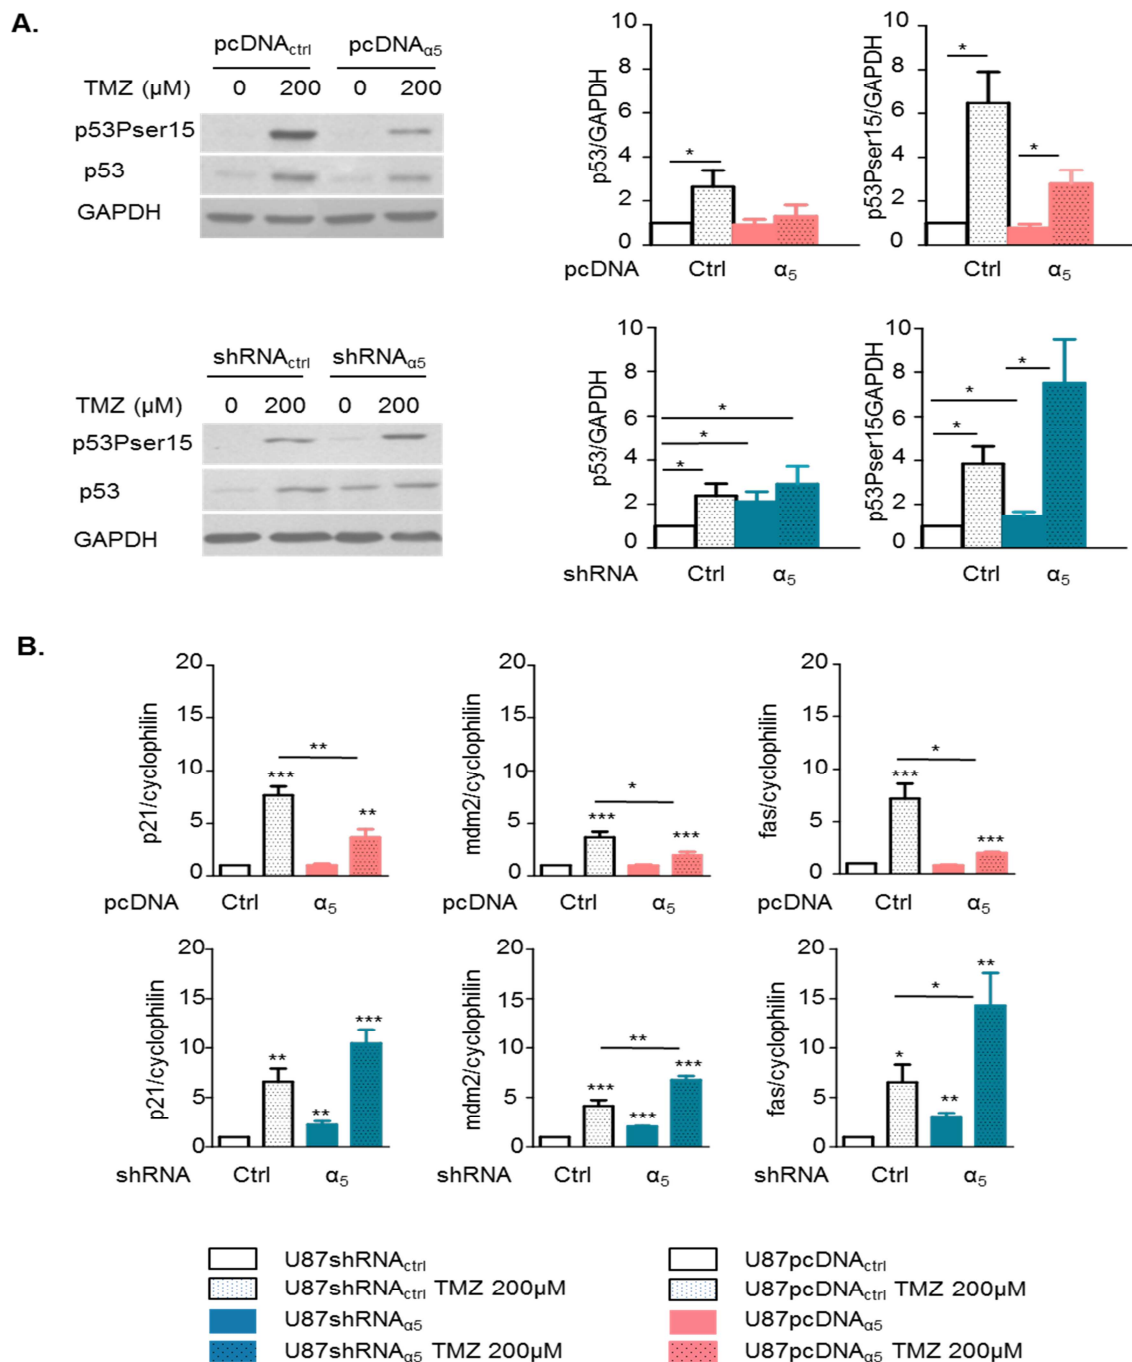 A.
pcDNActrl pcDNAα5
TMZ (µM) 0 200 0 200
p53Pser15
p53
GAPDH
p53/GAPDH
10
8
6
4
2
0
*
pcDNA Ctrl α5
p53Pser15/GAPDH
10
8
6
4
2
0
*
*
Ctrl α5
shRNActrl shRNAα5
TMZ (µM) 0 200 0 200
p53Pser15
p53
GAPDH
p53/GAPDH
10
8
6
4
2
0
*
*
*
shRNA Ctrl α5
p53Pser15GAPDH
10
8
6
4
2
0
*
*
*
Ctrl α5
B.
p21/cyclophilin
20
15
10
5
0
**
***
**
pcDNA Ctrl α5
mdm2/cyclophilin
20
15
10
5
0
*
***
***
pcDNA Ctrl α5
fas/cyclophilin
20
15
10
5
0
*
***
***
pcDNA Ctrl α5
p21/cyclophilin
20
15
10
5
0
***
**
**
shRNA Ctrl α5
mdm2/cyclophilin
20
15
10
5
0
**
***
***
***
shRNA Ctrl α5
fas/cyclophilin
20
15
10
5
0
**
*
*
**
shRNA Ctrl α5
U87shRNActrl
U87shRNActrl TMZ 200µM
U87shRNAα5
U87shRNAα5 TMZ 200µM
U87pcDNActrl
U87pcDNActrl TMZ 200µM
U87pcDNAα5
U87pcDNAα5 TMZ 200µM